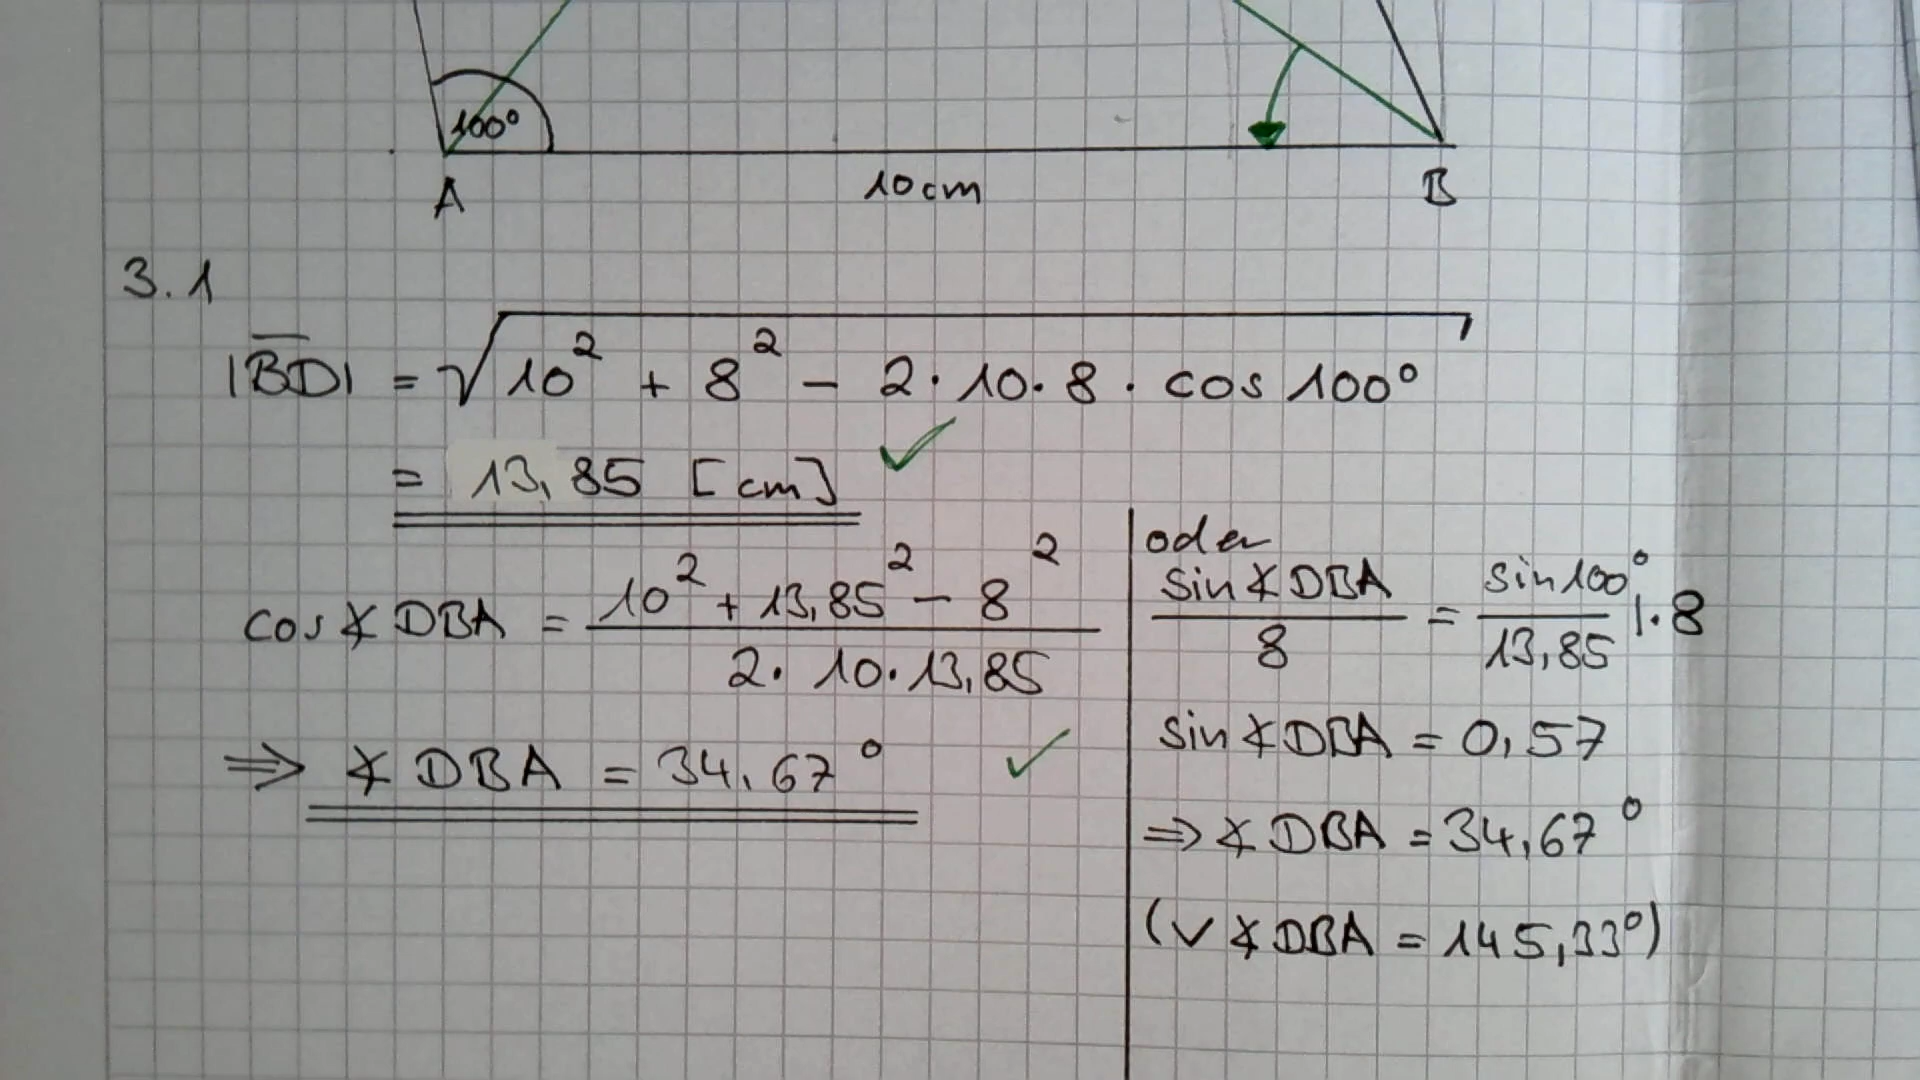 100°
A 10cm B
3.1
|BD| = √10² + 8² - 2·10·8·cos 100°
= 13,85 [cm] ✓
cos∡DBA = (10² + 13,85² - 8²)/(2·10·13,85)
⇒ ∡DBA = 34,67° ✓
oder
sin∡DBA/8 = sin100°/13,85 |·8
sin∡DBA = 0,57
⇒ ∡DBA = 34,67°
(∨ ∡DBA = 145,33°)